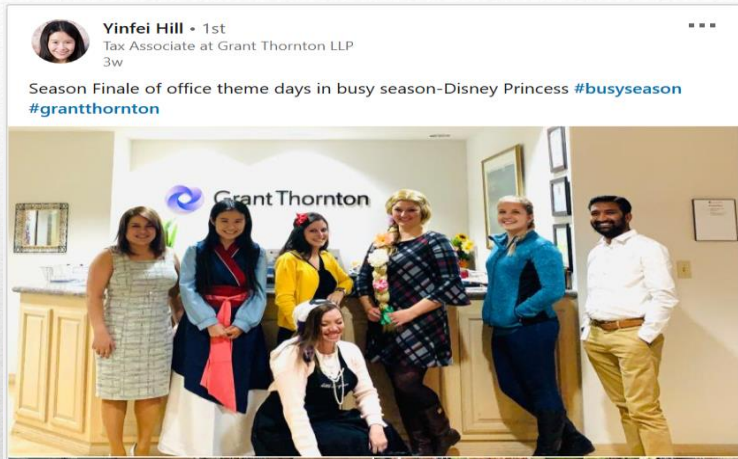 Yinfei Hill • 1st
Tax Associate at Grant Thornton LLP
3w
Season Finale of office theme days in busy season-Disney Princess #busyseason
#grantthornton
Grant Thornton